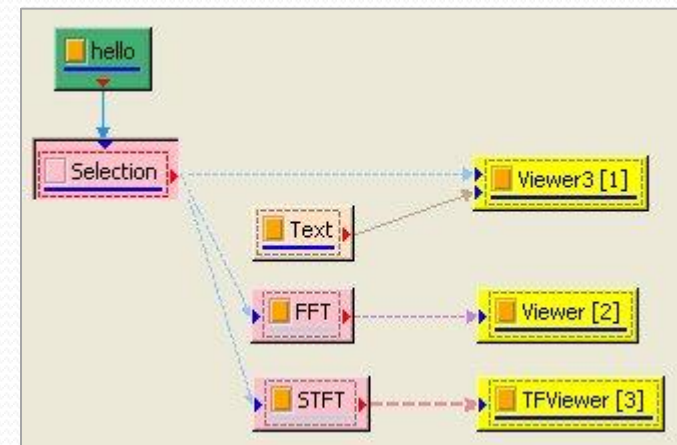 hello
Selection
Viewer3 [1]
Text
FFT
Viewer [2]
STFT
TFViewer [3]